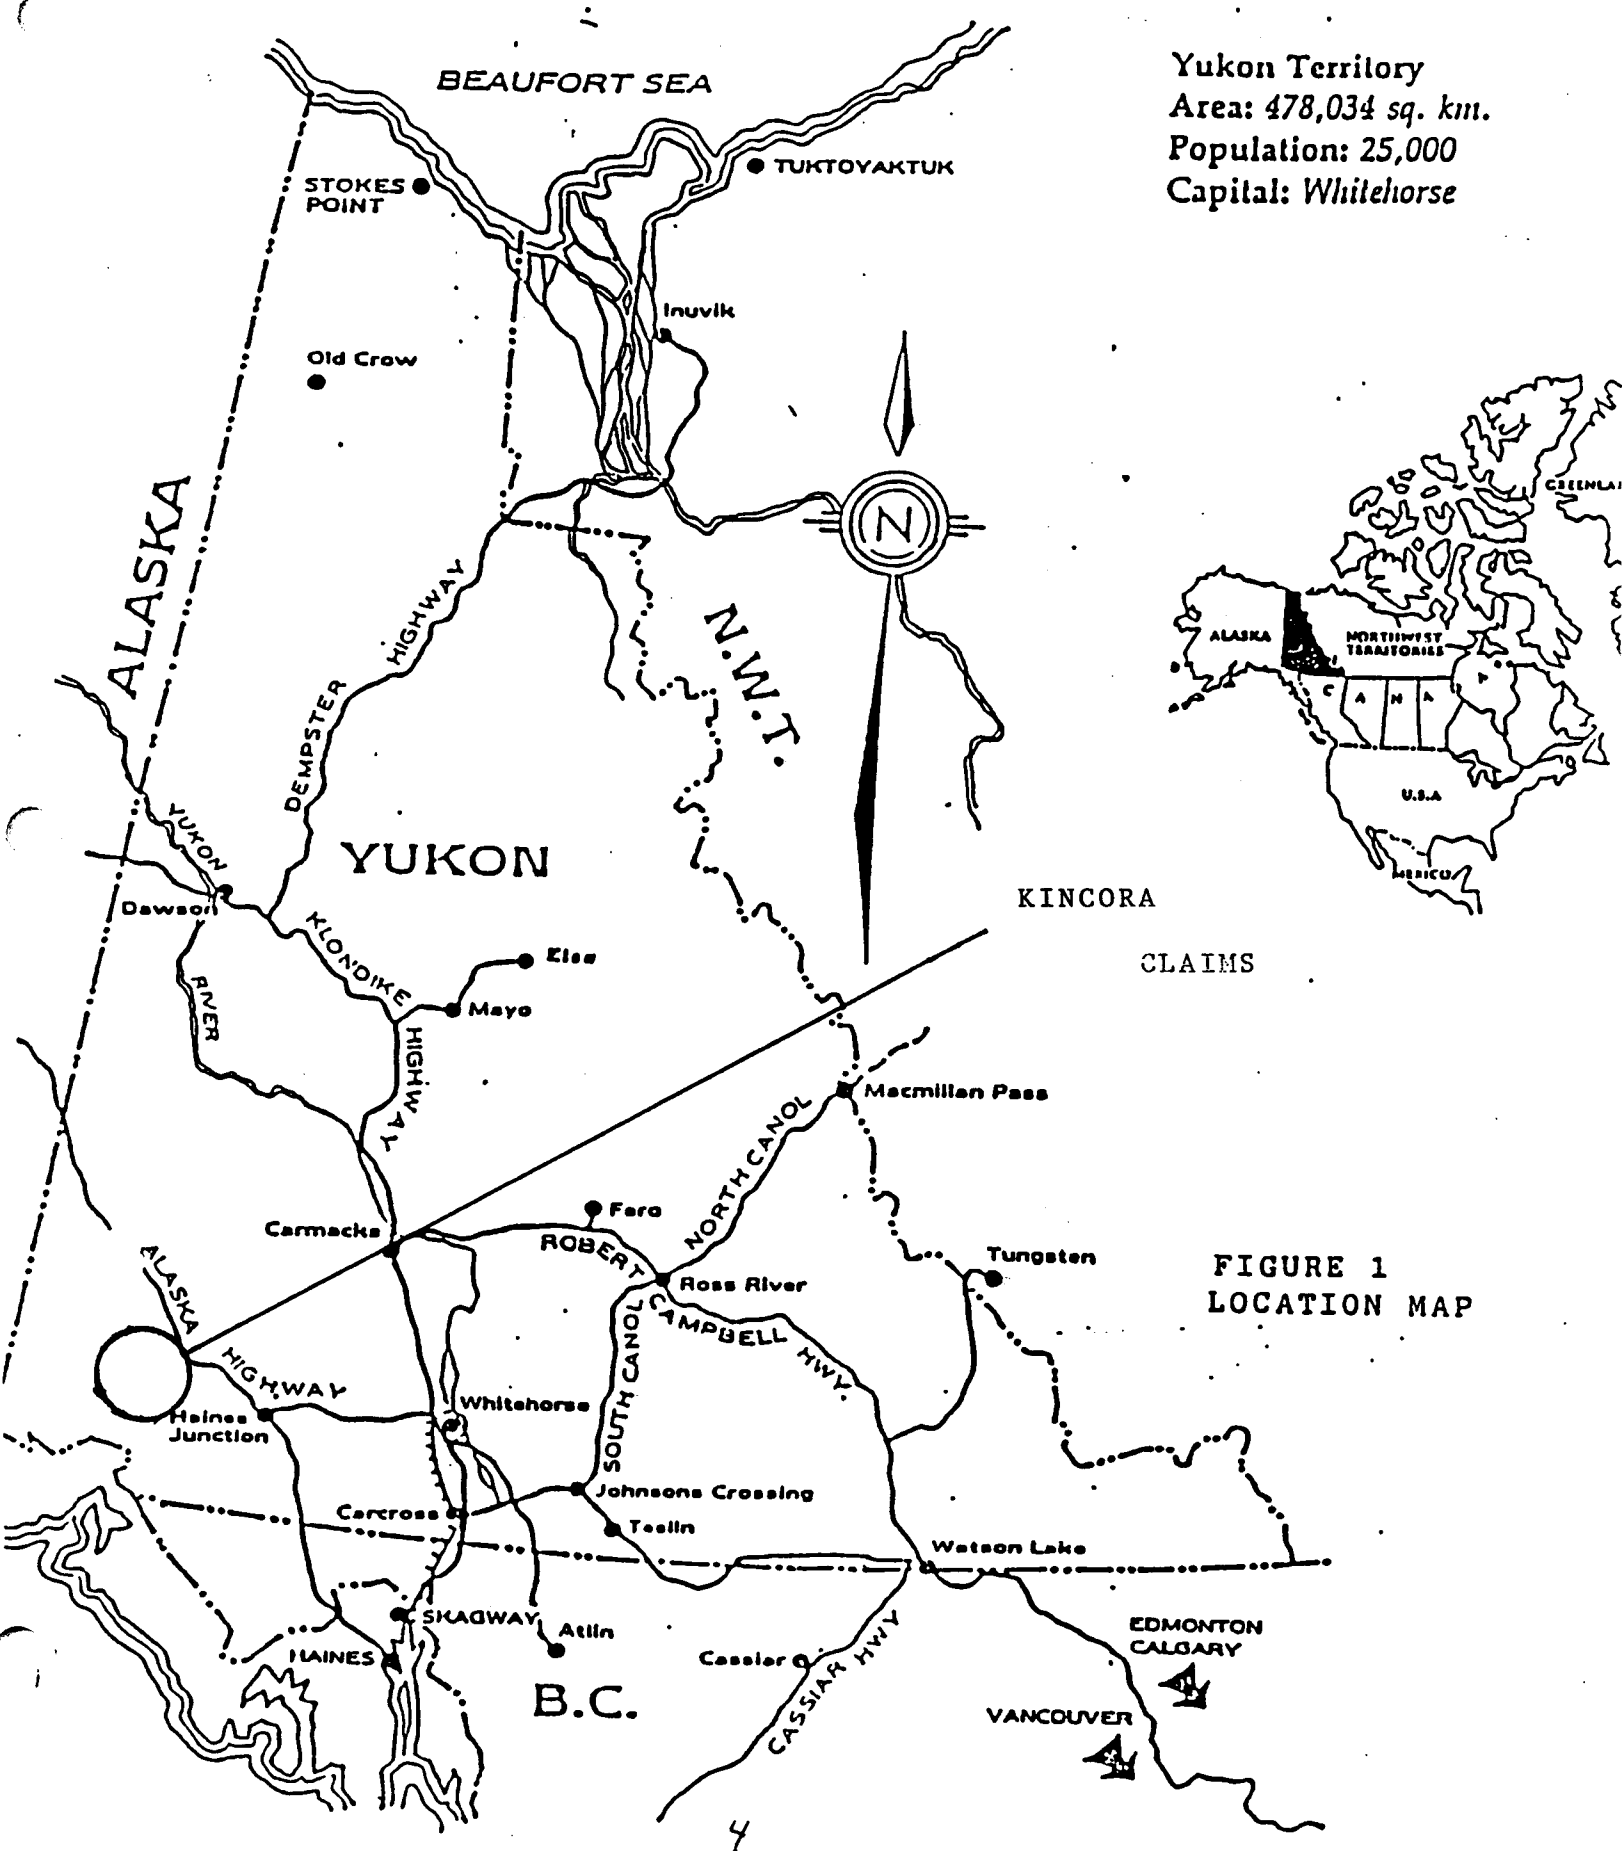 BEAUFORT SEA
Yukon Territory
Area: 478,034 sq. km.
Population: 25,000
Capital: Whitehorse
TUKTOYAKTUK
STOKES
POINT
Inuvik
Old Crow
GREENLA
ALASKA
N
HIGHWAY
N.W.T.
ALASKA
NORTHWEST
TERRITORIES
C A N A
DEMPSTER
U.S.A
YUKON
YUKON
MEXICO
KINCORA
Dawson
KLONDIKE
Elsa
CLAIMS
RIVER
Mayo
HIGHWAY
Macmillan Pass
NORTH CANOL
Faro
Carmacks
ROBERT
ALASKA
Tungsten
Ross River
FIGURE 1
LOCATION MAP
CAMPBELL
HWY.
SOUTH CANOL
HIGHWAY
Whitehorse
Haines
Junction
Johnsons Crossing
Carcross
Teslin
Watson Lake
SKAGWAY
Atlin
EDMONTON
CALGARY
HAINES
Cassiar
CASSIAR HWY
B.C.
VANCOUVER
4